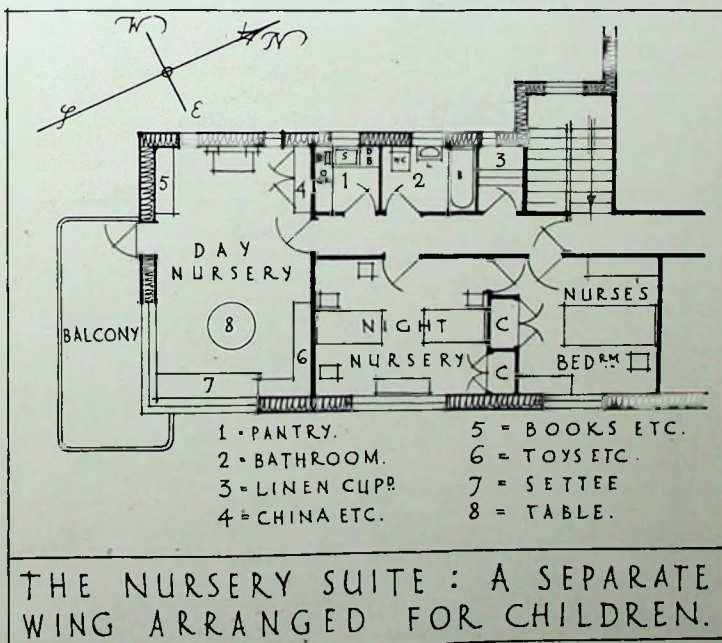 W
N
S
E
5
4
S
D
B
1
W C
2
B
3
DAY
NURSERY
BALCONY
8
6
7
NIGHT
NURSERY
C
C
NURSE'S
BEDRM
1 = PANTRY.
2 = BATHROOM.
3 = LINEN CUPD
4 = CHINA ETC.
5 = BOOKS ETC.
6 = TOYS ETC.
7 = SETTEE
8 = TABLE.
THE NURSERY SUITE : A SEPARATE
WING ARRANGED FOR CHILDREN.